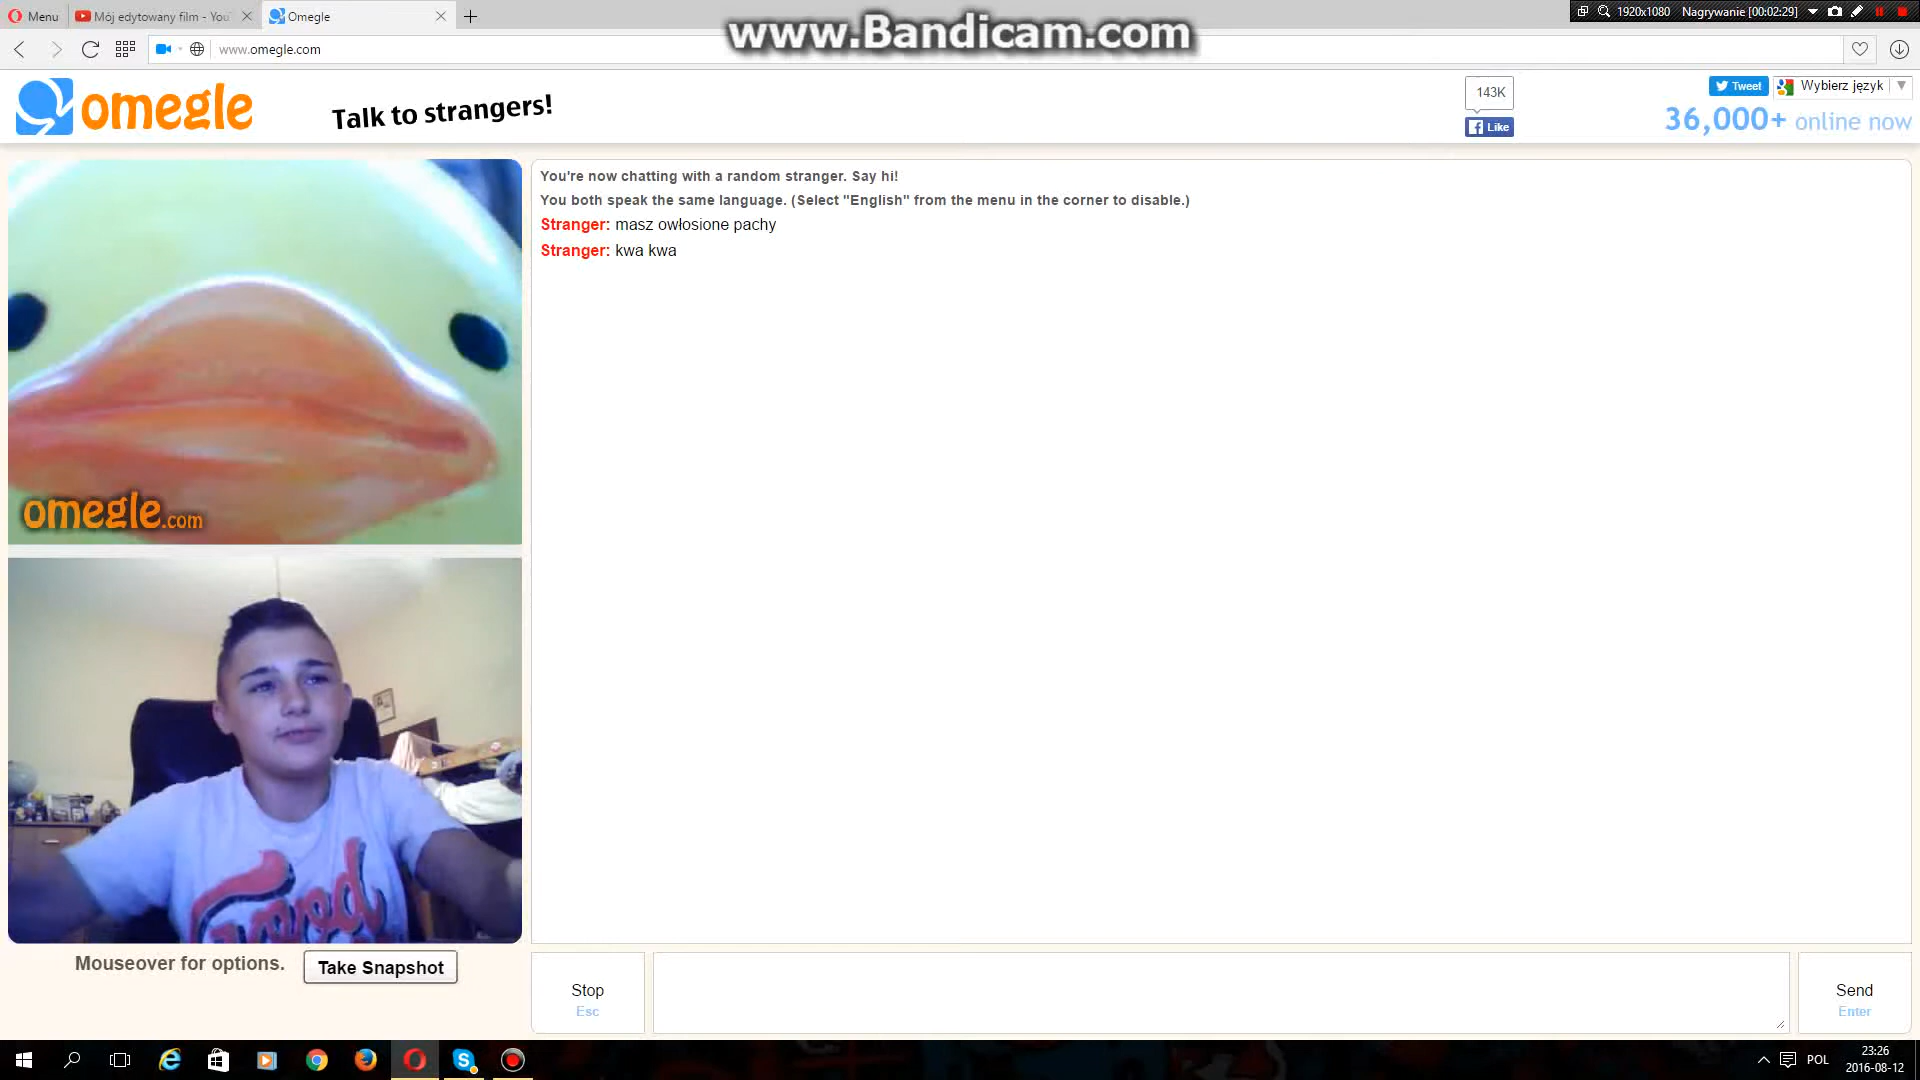 Menu
Mój edytowany film - You
Omegle
www.Bandicam.com
1920x1080
Nagrywanie [00:02:29]
www.omegle.com
omegle
Talk to strangers!
143K
Like
Tweet
Wybierz język
36,000+ online now
You're now chatting with a random stranger. Say hi!
You both speak the same language. (Select "English" from the menu in the corner to disable.)
Stranger: masz owłosione pachy
Stranger: kwa kwa
omegle.com
Mouseover for options.
Take Snapshot
Stop
Esc
Send
Enter
POL
23:26
2016-08-12